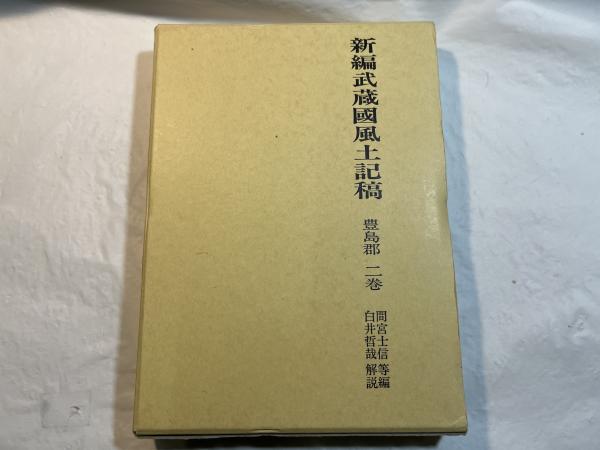 新編武蔵國風土記稿
豊島郡 二巻
間宮士信 等編
白井哲哉 解説